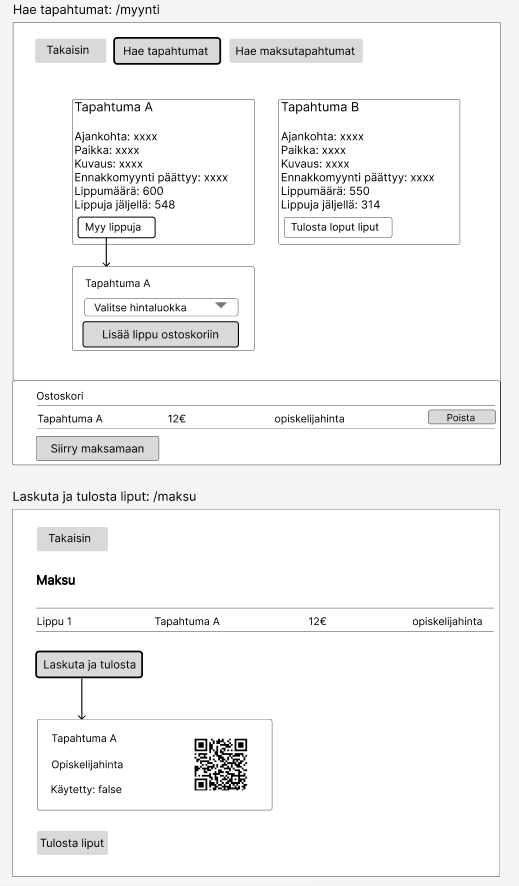 Hae tapahtumat: /myynti
Takaisin
Hae tapahtumat
Hae maksutapahtumat
Tapahtuma A
Ajankohta: xxxx
Paikka: xxxx
Kuvaus: xxxx
Ennakkomyynti päättyy: xxxx
Lippumäärä: 600
Lippuja jäljellä: 548
Myy lippuja
Tapahtuma B
Ajankohta: xxxx
Paikka: xxxx
Kuvaus: xxxx
Ennakkomyynti päättyy: xxxx
Lippumäärä: 550
Lippuja jäljellä: 314
Tulosta loput liput
Tapahtuma A
Valitse hintaluokka
Lisää lippu ostoskoriin
Ostoskori
Tapahtuma A 12€ opiskelijahinta Poista
Siirry maksamaan
Laskuta ja tulosta liput: /maksu
Takaisin
Maksu
Lippu 1 Tapahtuma A 12€ opiskelijahinta
Laskuta ja tulosta
Tapahtuma A
Opiskelijahinta
Käytetty: false
Tulosta liput